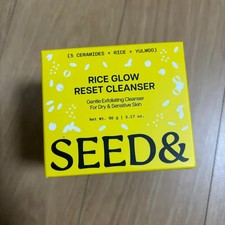 (5 CERAMIDES + RICE + YULMOO)
RICE GLOW
RESET CLEANSER
Gentle Exfoliating Cleanser
For Dry & Sensitive Skin
Net Wt. 90 g | 3.17 oz.
SEED&